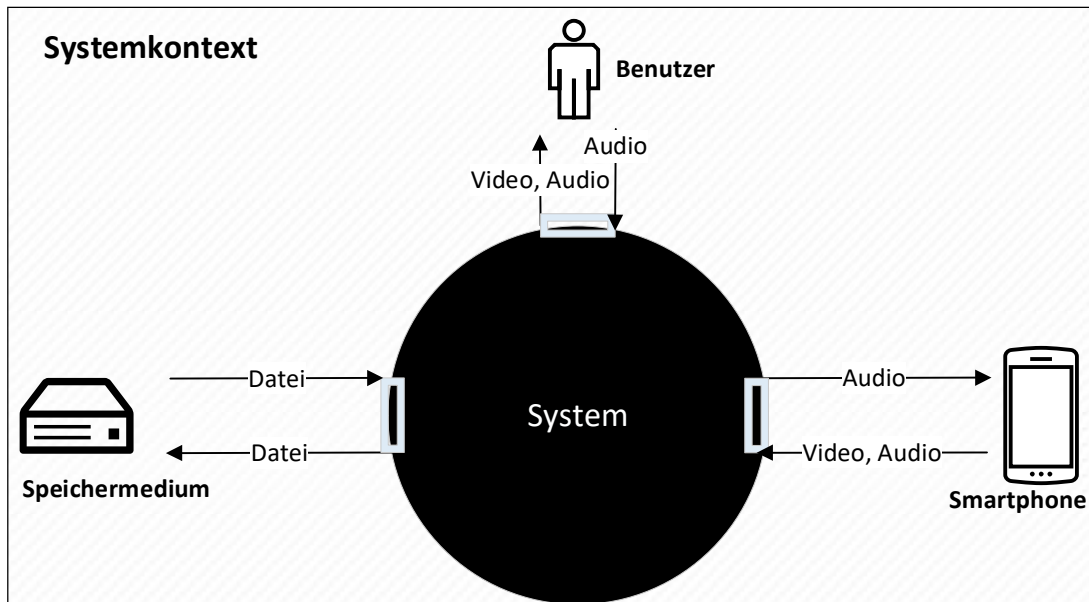 Systemkontext
Benutzer
Audio
Video, Audio
Datei
Datei
Speichermedium
System
Audio
Video, Audio
Smartphone